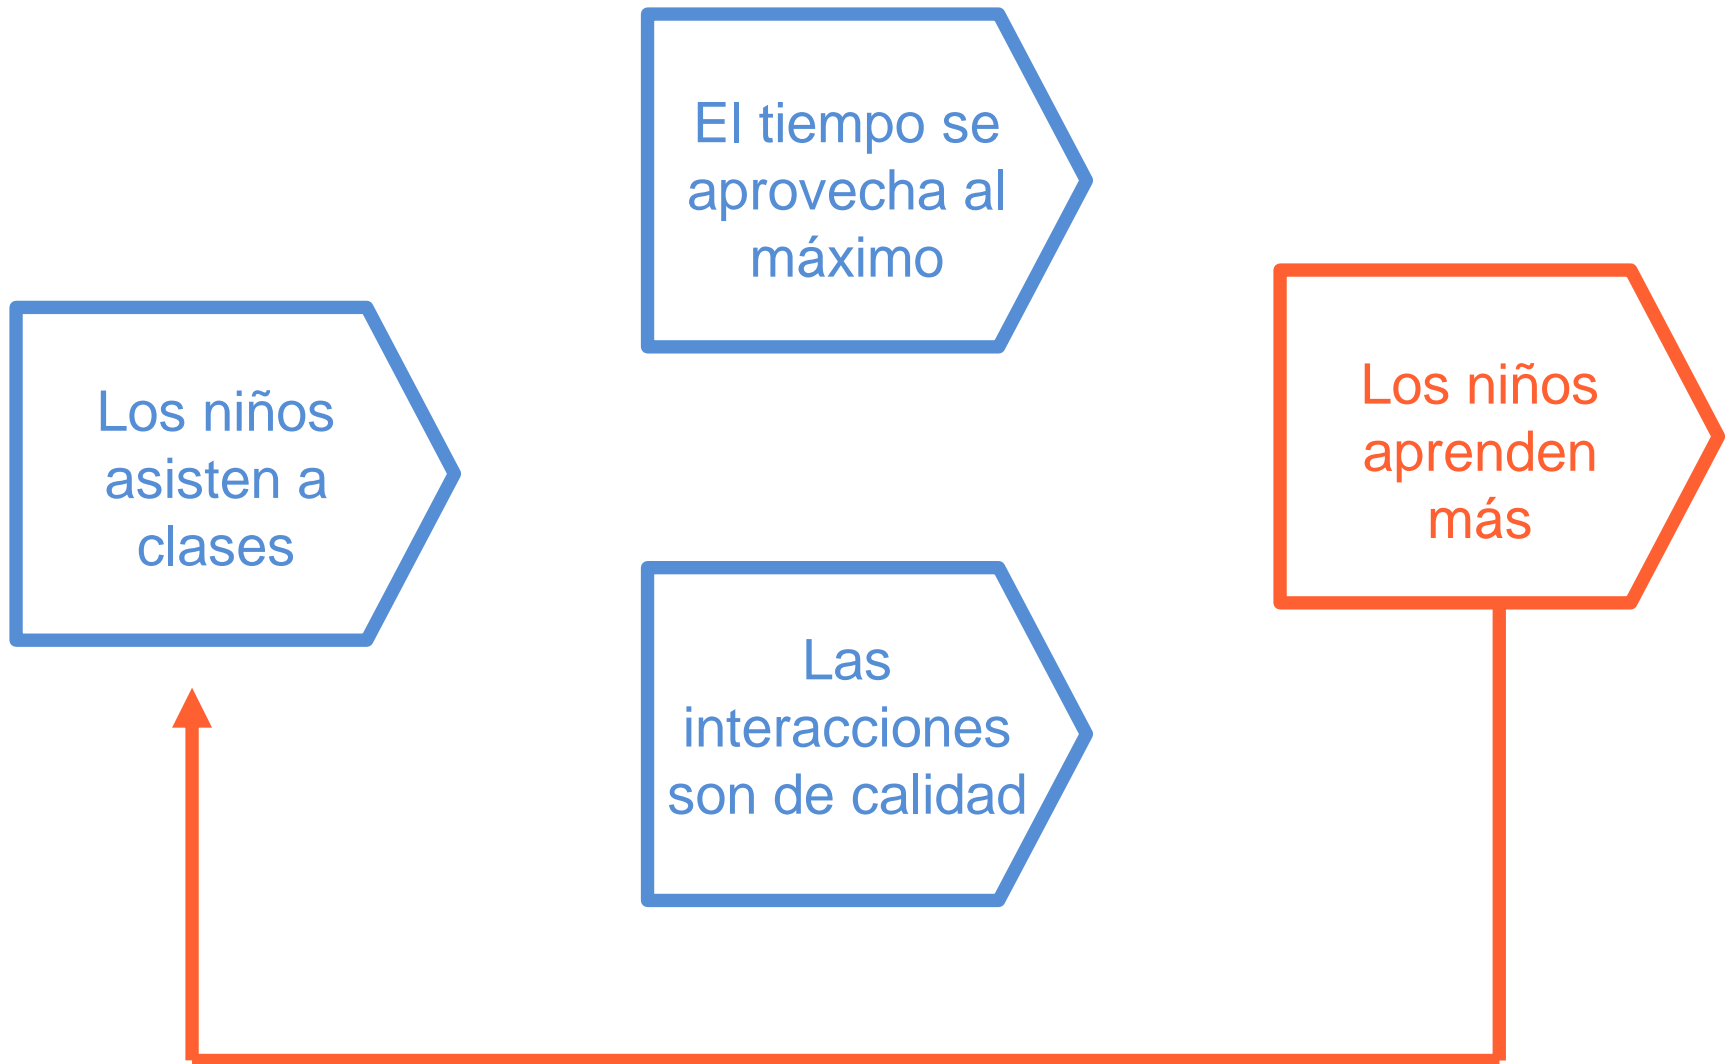 Los niños
asisten a
clases
El tiempo se
aprovecha al
máximo
Las
interacciones
son de calidad
Los niños
aprenden
más